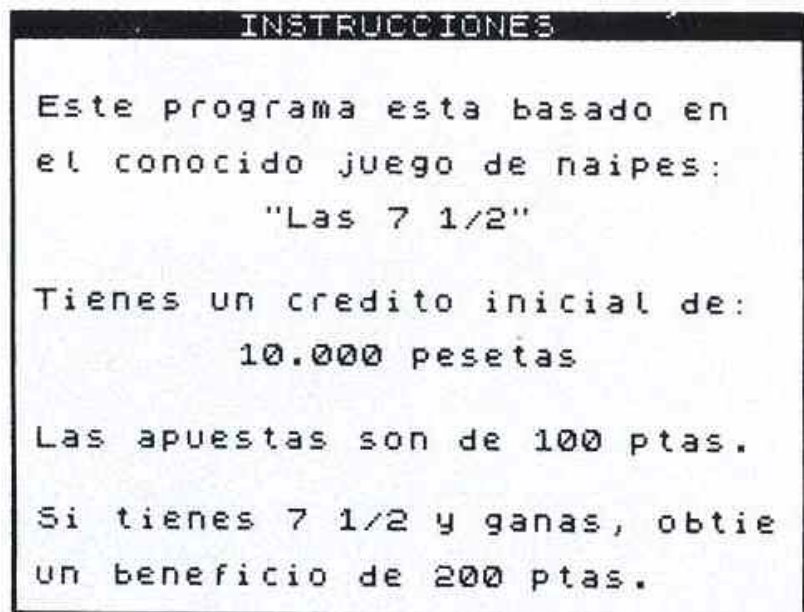 INSTRUCCIONES
Este programa esta basado en
el conocido juego de naipes:
"Las 7 1/2"
Tienes un credito inicial de:
10.000 pesetas
Las apuestas son de 100 ptas.
Si tienes 7 1/2 y ganas, obtie
un beneficio de 200 ptas.